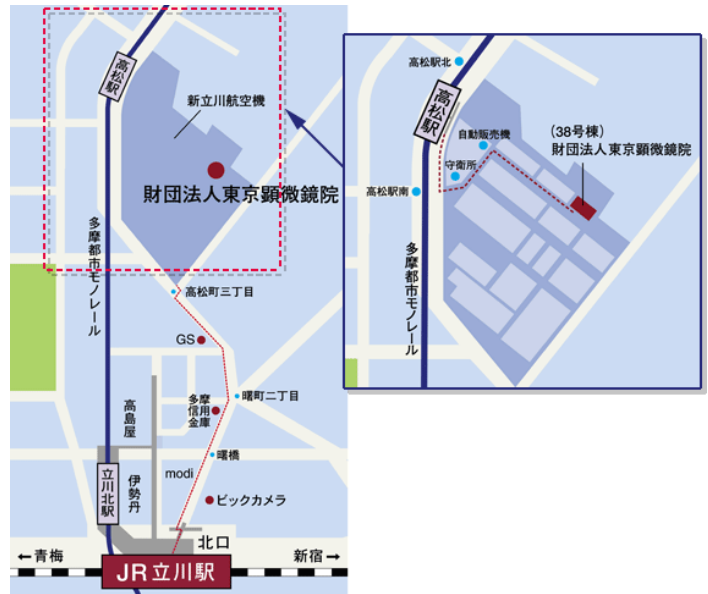 高松駅
新立川航空機
財団法人東京顕微鏡院
多摩都市モノレール
高松町三丁目
GS
多摩
信用
金庫
曙町二丁目
高島屋
曙橋
modi
伊勢丹
立川北駅
ビックカメラ
北口
←青梅
新宿→
JR立川駅
高松駅北
高松駅
自動販売機
(38号棟)
財団法人東京顕微鏡院
守衛所
高松駅南
多摩都市モノレール